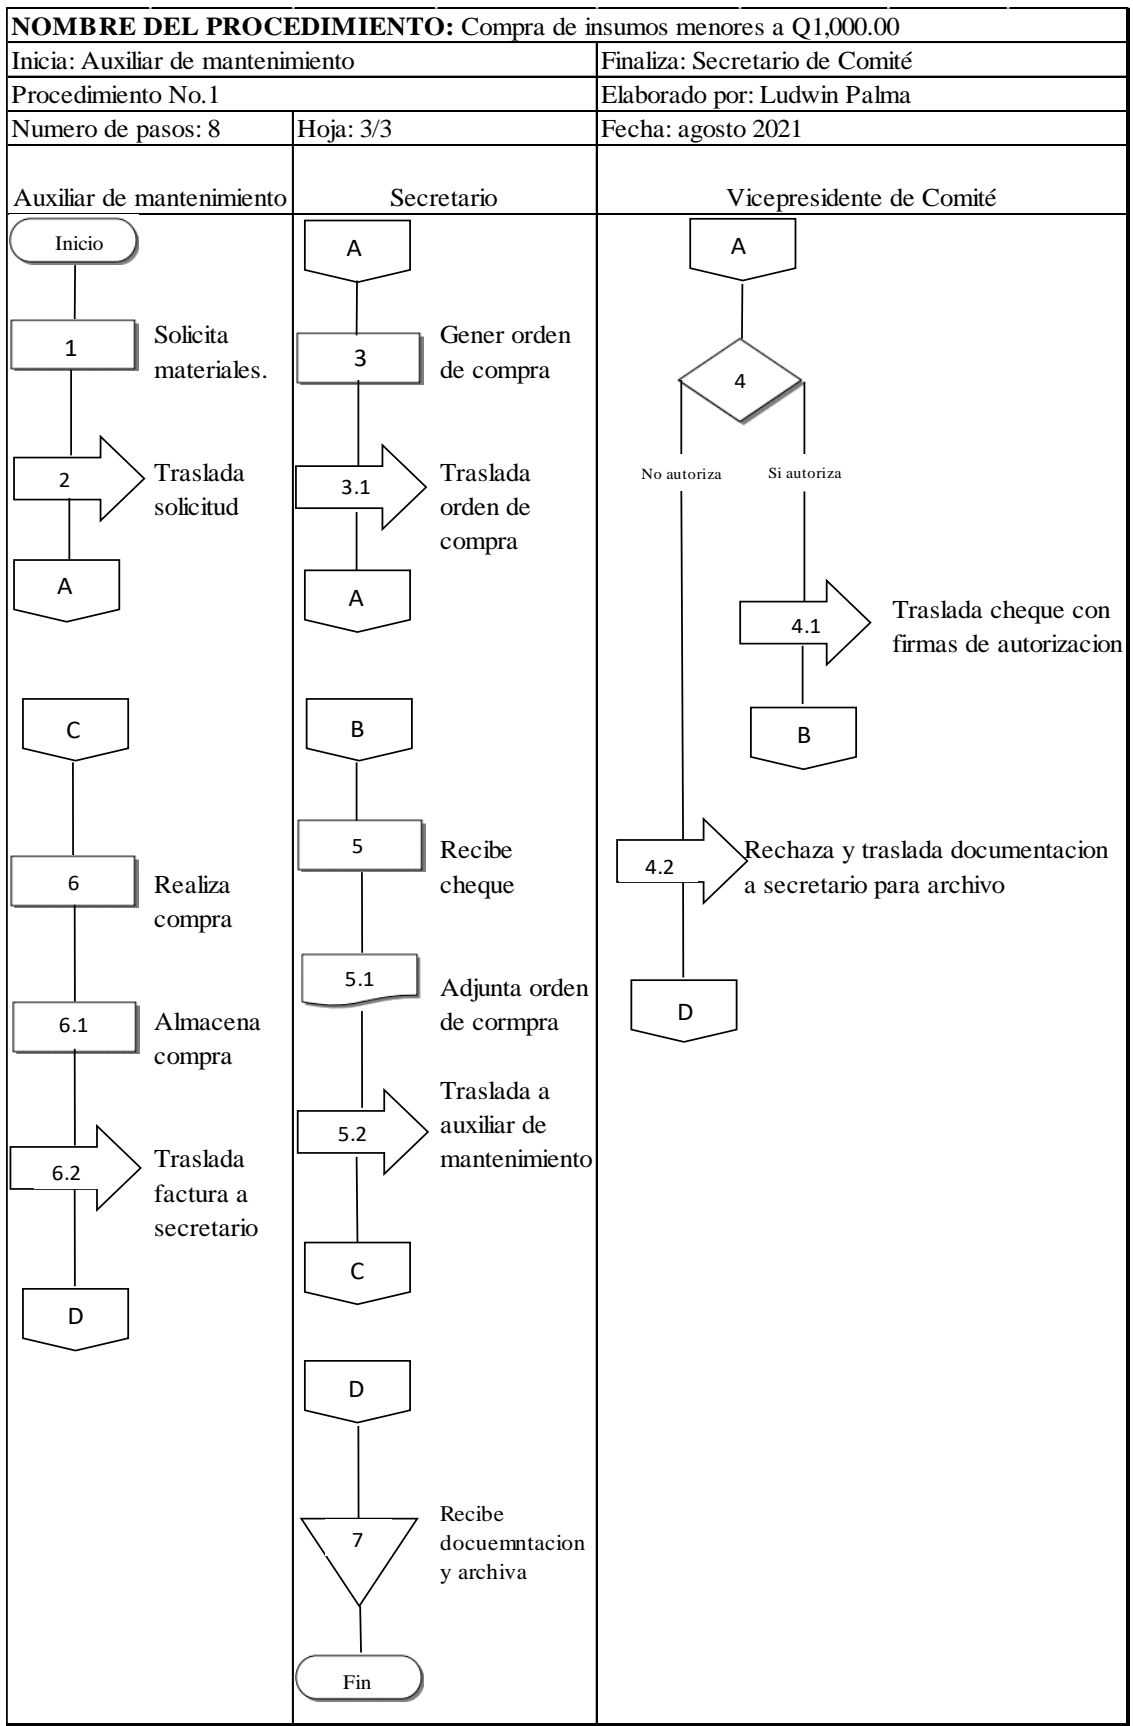 NOMBRE DEL PROCEDIMIENTO: Compra de insumos menores a Q1,000.00
Inicia: Auxiliar de mantenimiento
Finaliza: Secretario de Comité
Procedimiento No.1
Elaborado por: Ludwin Palma
Numero de pasos: 8
Hoja: 3/3
Fecha: agosto 2021
Auxiliar de mantenimiento
Secretario
Vicepresidente de Comité
Inicio
1
Solicita
materiales.
2
Traslada
solicitud
A
C
6
Realiza
compra
6.1
Almacena
compra
6.2
Traslada
factura a
secretario
D
A
3
Gener orden
de compra
3.1
Traslada
orden de
compra
A
B
5
Recibe
cheque
5.1
Adjunta orden
de cormpra
5.2
Traslada a
auxiliar de
mantenimiento
C
D
7
Recibe
docuemntacion
y archiva
Fin
A
4
No autoriza
Si autoriza
4.1
Traslada cheque con
firmas de autorizacion
B
4.2
Rechaza y traslada documentacion
a secretario para archivo
D